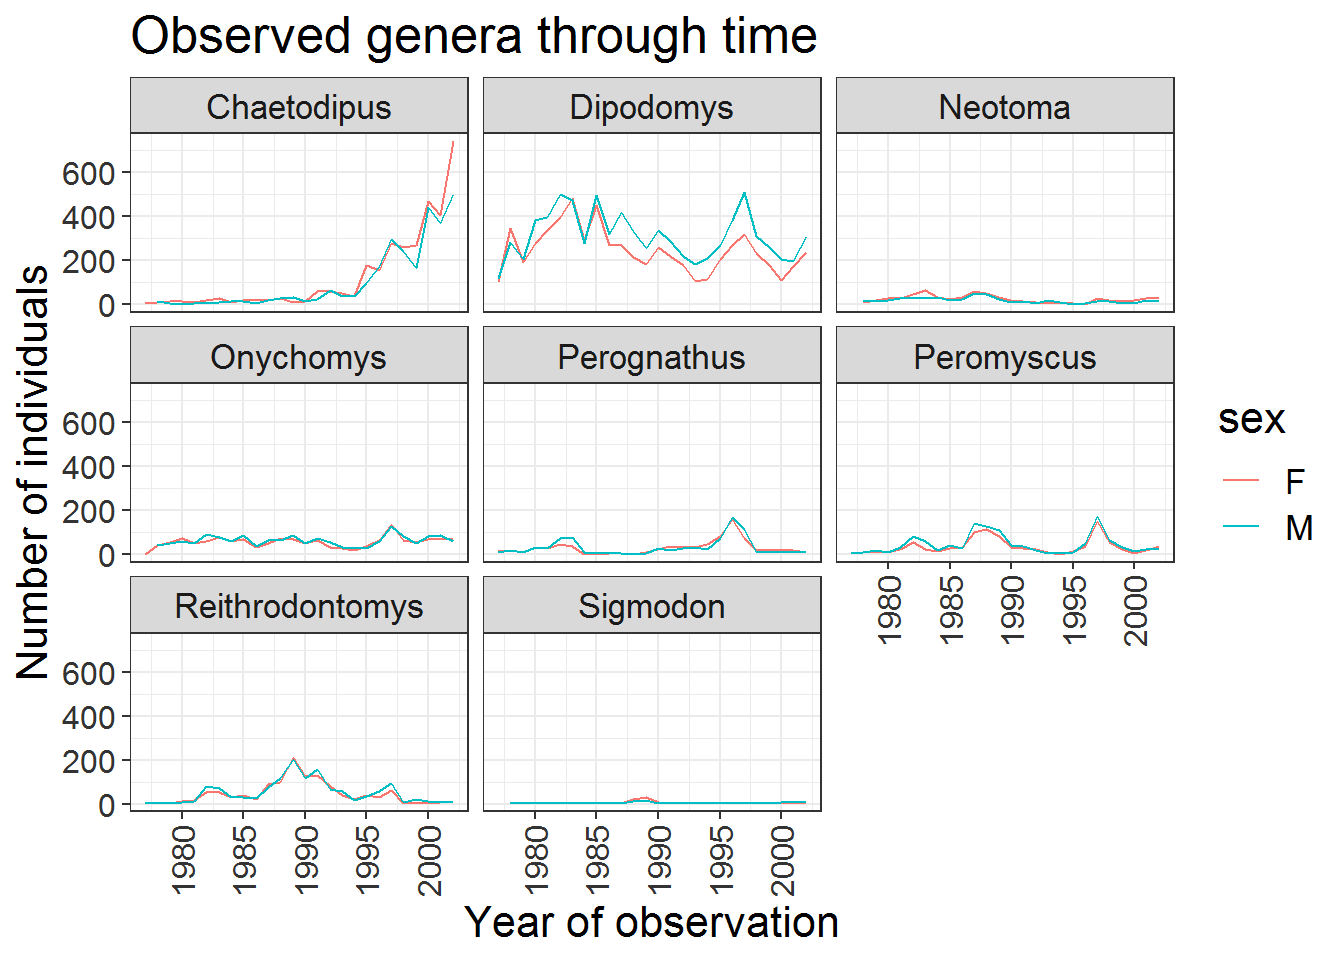 Observed genera through time
Chaetodipus
Dipodomys
Neotoma
600
400
200
0
Onychomys
Perognathus
Peromyscus
600
400
200
0
1980
1985
1990
1995
2000
Reithrodontomys
Sigmodon
600
400
200
0
1980
1985
1990
1995
2000
1980
1985
1990
1995
2000
Number of individuals
Year of observation
sex
F
M